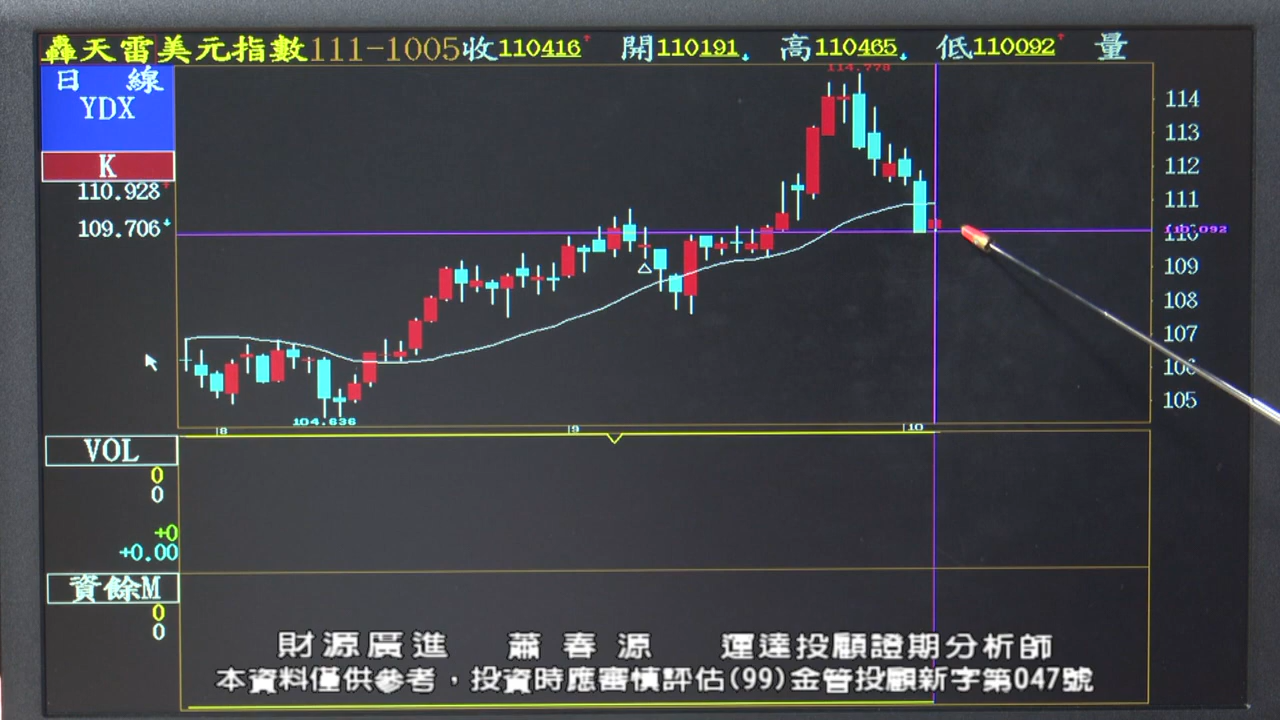 轟天雷美元指數111-1005收110416↑ 開110191↓ 高110465↓ 低110092↑ 量
日 線
YDX
K
110.928↑
109.706↓
114.778
114
113
112
111
110
110.092
109
108
107
106
105
104.636
8 9 10
VOL
0
0
+0
+0.00
資餘M
0
0
財源廣進 蕭春源 運達投顧證期分析師
本資料僅供參考，投資時應審慎評估(99)金管投顧新字第047號